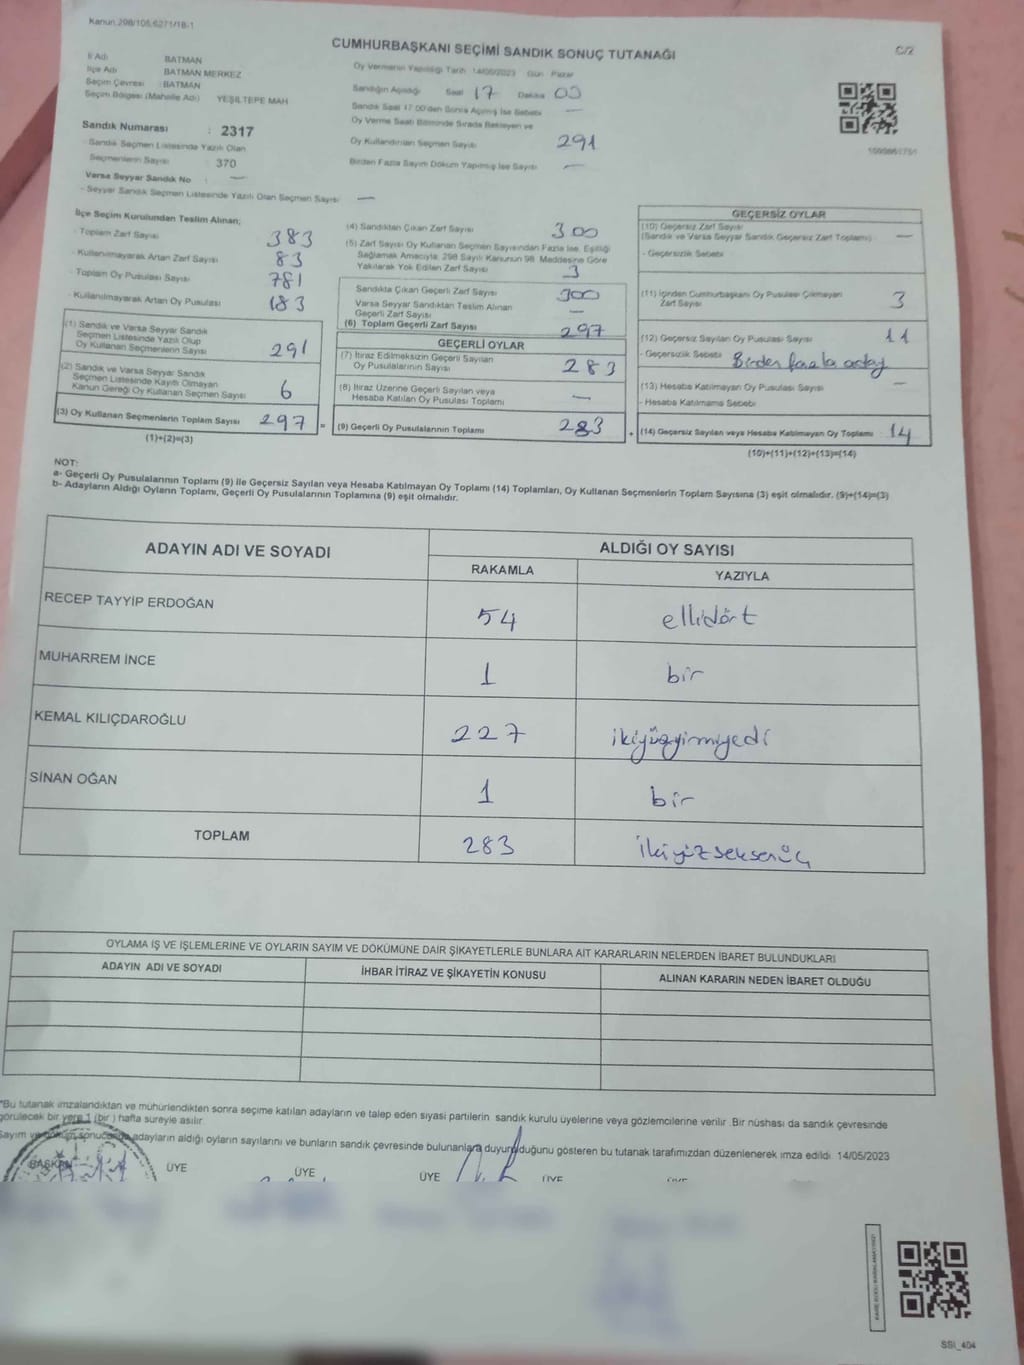 Kanun.298/105,6271/18-1
CUMHURBAŞKANI SEÇİMİ SANDIK SONUÇ TUTANAĞI
C/2
İl Adı BATMAN
İlçe Adı BATMAN MERKEZ
Seçim Çevresi : BATMAN
Seçim Bölgesi (Mahalle Adı) YEŞİLTEPE MAH
Sandık Numarası : 2317
- Sandık Seçmen Listesinde Yazılı Olan
Seçmenlerin Sayısı 370
Varsa Seyyar Sandık No : —
- Seyyar Sandık Seçmen Listesinde Yazılı Olan Seçmen Sayısı —
Oy Vermenin Yapıldığı Tarih 14/05/2023 Gün Pazar
Sandığın Açıldığı Saat 17 Dakika 00
Sandık Saat 17.00'den Sonra Açılmış İse Sebebi —
Oy Verme Saati Bitiminde Sırada Bekleyen ve
Oy Kullandırılan Seçmen Sayısı 291
Birden Fazla Sayım Döküm Yapılmış İse Sayısı —
İlçe Seçim Kurulundan Teslim Alınan;
- Toplam Zarf Sayısı 383
- Kullanılmayarak Artan Zarf Sayısı 83
- Toplam Oy Pusulası Sayısı 781
- Kullanılmayarak Artan Oy Pusulası 183
(1) Sandık ve Varsa Seyyar Sandık
Seçmen Listesinde Yazılı Olup
Oy Kullanan Seçmenlerin Sayısı 291
(2) Sandık ve Varsa Seyyar Sandık
Seçmen Listesinde Kayıtlı Olmayan
Kanun Gereği Oy Kullanan Seçmen Sayısı 6
(3) Oy Kullanan Seçmenlerin Toplam Sayısı 297 =
(1)+(2)=(3)
(4) Sandıktan Çıkan Zarf Sayısı 300
(5) Zarf Sayısı Oy Kullanan Seçmen Sayısından Fazla İse, Eşitliği
Sağlamak Amacıyla; 298 Sayılı Kanunun 98. Maddesine Göre
Yakılarak Yok Edilen Zarf Sayısı 3
Sandıkta Çıkan Geçerli Zarf Sayısı 300
Varsa Seyyar Sandıktan Teslim Alınan
Geçerli Zarf Sayısı —
(6) Toplam Geçerli Zarf Sayısı 297
GEÇERLİ OYLAR
(7) İtiraz Edilmeksizin Geçerli Sayılan
Oy Pusulalarının Sayısı 283
(8) İtiraz Üzerine Geçerli Sayılan veya
Hesaba Katılan Oy Pusulası Toplamı —
(9) Geçerli Oy Pusulalarının Toplamı 283 +
GEÇERSİZ OYLAR
(10) Geçersiz Zarf Sayısı
(Sandık ve Varsa Seyyar Sandık Geçersiz Zarf Toplamı) —
- Geçersizlik Sebebi
(11) İçinden Cumhurbaşkanı Oy Pusulası Çıkmayan
Zarf Sayısı 3
(12) Geçersiz Sayılan Oy Pusulası Sayısı 11
- Geçersizlik Sebebi Birden fazla aday
(13) Hesaba Katılmayan Oy Pusulası Sayısı —
- Hesaba Katılmama Sebebi
(14) Geçersiz Sayılan veya Hesaba Katılmayan Oy Toplamı 14
(10)+(11)+(12)+(13)=(14)
NOT:
a- Geçerli Oy Pusulalarının Toplamı (9) ile Geçersiz Sayılan veya Hesaba Katılmayan Oy Toplamı (14) Toplamları, Oy Kullanan Seçmenlerin Toplam Sayısına (3) eşit olmalıdır. (9)+(14)=(3)
b- Adayların Aldığı Oyların Toplamı, Geçerli Oy Pusulalarının Toplamına (9) eşit olmalıdır.
ADAYIN ADI VE SOYADI
ALDIĞI OY SAYISI
RAKAMLA YAZIYLA
RECEP TAYYİP ERDOĞAN 54 ellidört
MUHARREM İNCE 1 bir
KEMAL KILIÇDAROĞLU 227 ikiyüzyirmiyedi
SİNAN OĞAN 1 bir
TOPLAM 283 ikiyüzseksenüç
OYLAMA İŞ VE İŞLEMLERİNE VE OYLARIN SAYIM VE DÖKÜMÜNE DAİR ŞİKAYETLERLE BUNLARA AİT KARARLARIN NELERDEN İBARET BULUNDUKLARI
ADAYIN ADI VE SOYADI İHBAR İTİRAZ VE ŞİKAYETİN KONUSU ALINAN KARARIN NEDEN İBARET OLDUĞU
*Bu tutanak imzalandıktan ve mühürlendikten sonra seçime katılan adayların ve talep eden siyasi partilerin sandık kurulu üyelerine veya gözlemcilerine verilir. Bir nüshası da sandık çevresinde
görülecek bir yere 1 (bir) hafta süreyle asılır.
Sayım ve döküm sonucunda adayların aldığı oyların sayılarını ve bunların sandık çevresinde bulunanlara duyurulduğunu gösteren bu tutanak tarafımızdan düzenlenerek imza edildi. 14/05/2023
BAŞKAN ÜYE ÜYE ÜYE ÜYE
SSI_404